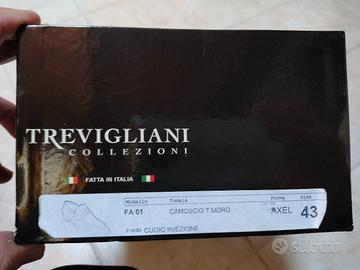 TREVIGLIANI
COLLEZIONI
FATTA IN ITALIA
Modello Tomaia Forma Size
FA 01 CAMOSCIO T.MORO AXEL 43
Fondo CUOIO INIEZIONE
subito